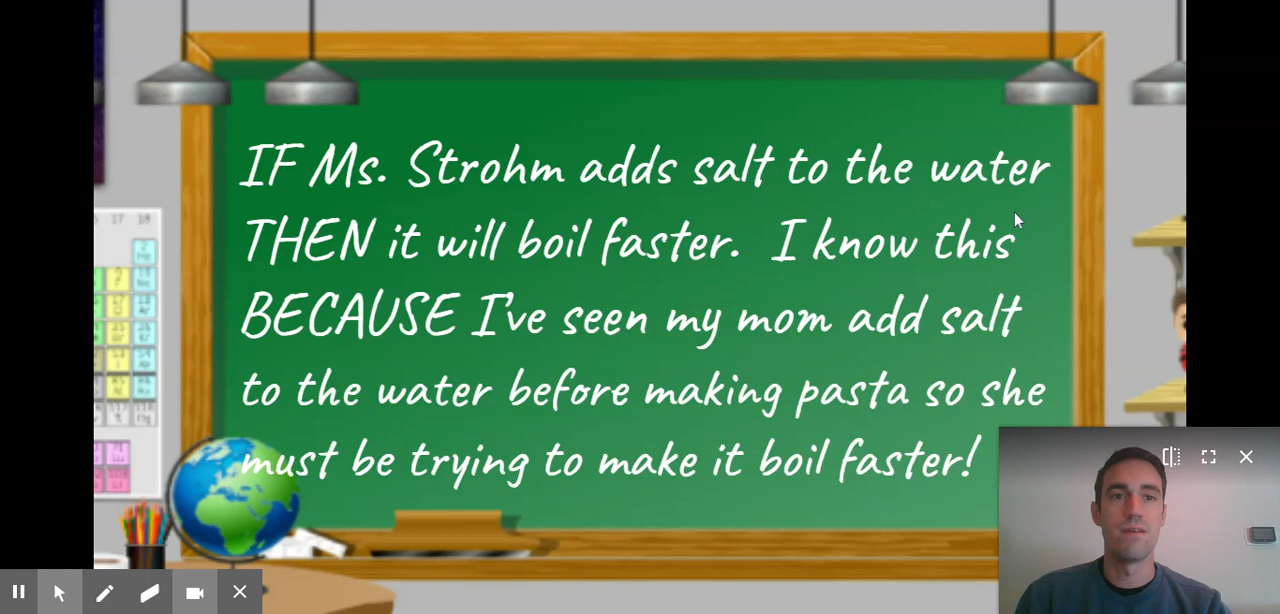 IF Ms. Strohm adds salt to the water
THEN it will boil faster. I know this
BECAUSE I've seen my mom add salt
to the water before making pasta so she
must be trying to make it boil faster!
17 18